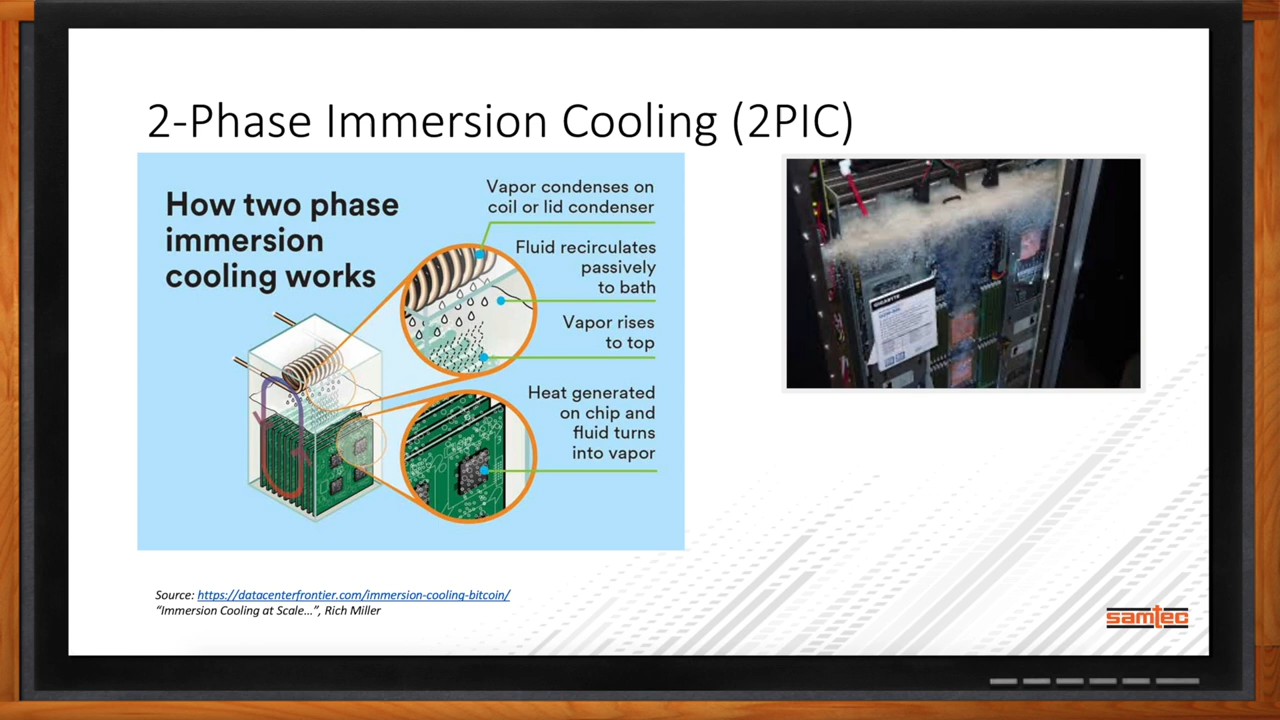 2-Phase Immersion Cooling (2PIC)
How two phase
immersion
cooling works
Vapor condenses on
coil or lid condenser
Fluid recirculates
passively
to bath
Vapor rises
to top
Heat generated
on chip and
fluid turns
into vapor
GIGABYTE
Source: https://datacenterfrontier.com/immersion-cooling-bitcoin/
“Immersion Cooling at Scale…”, Rich Miller
samtec